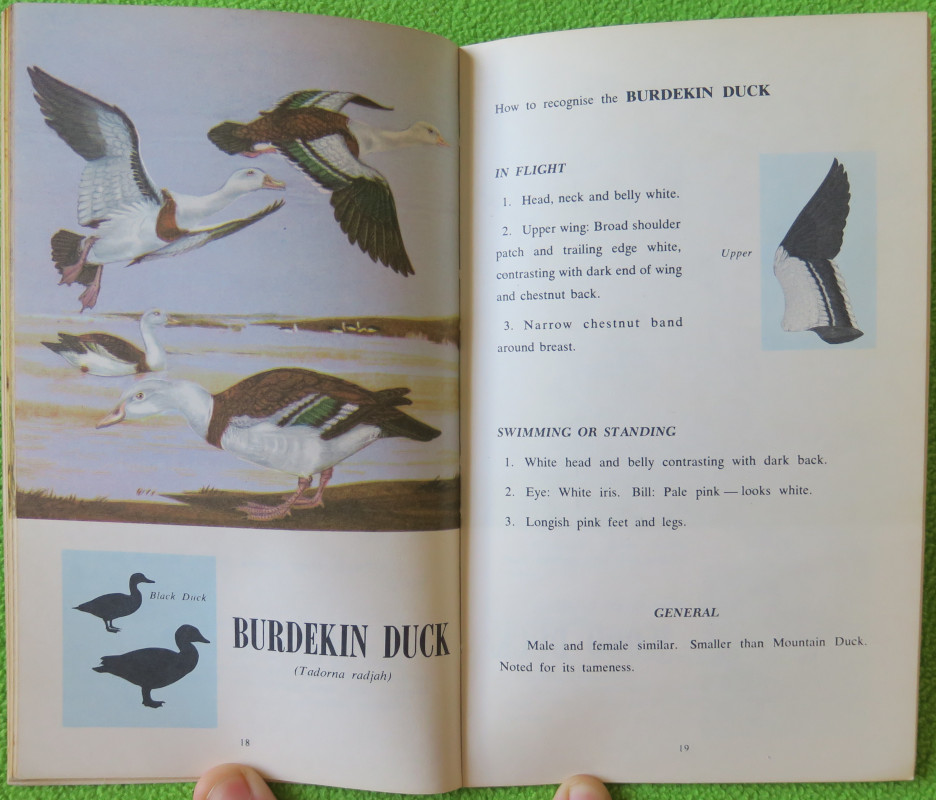 Black Duck
BURDEKIN DUCK
(Tadorna radjah)
18
How to recognise the BURDEKIN DUCK
IN FLIGHT
1. Head, neck and belly white.
2. Upper wing: Broad shoulder
patch and trailing edge white,
contrasting with dark end of wing
and chestnut back.
3. Narrow chestnut band
around breast.
Upper
SWIMMING OR STANDING
1. White head and belly contrasting with dark back.
2. Eye: White iris. Bill: Pale pink — looks white.
3. Longish pink feet and legs.
GENERAL
Male and female similar. Smaller than Mountain Duck.
Noted for its tameness.
19